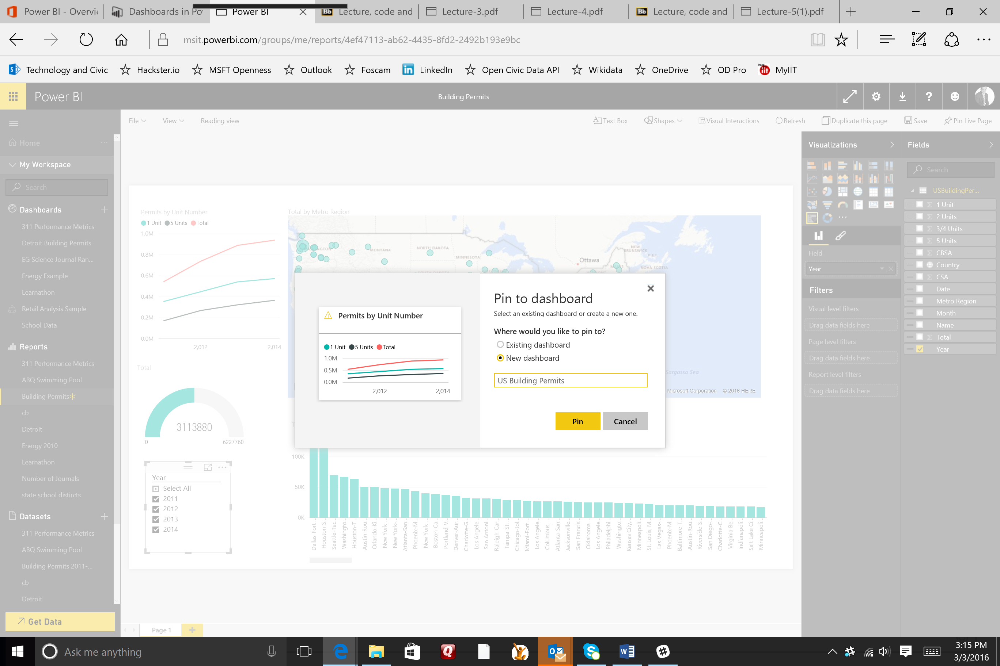 Power BI - Overvi
Dashboards in Po
Power BI
Lecture, code and
Lecture-3.pdf
Lecture-4.pdf
Lecture, code and
Lecture-5(1).pdf
msit.powerbi.com/groups/me/reports/4ef47113-ab62-4435-8fd2-2492b193e9bc
Technology and Civic
Hackster.io
MSFT Openness
Outlook
Foscam
LinkedIn
Open Civic Data API
Wikidata
OneDrive
OD Pro
MyIIT
Power BI
Building Permits
File
View
Reading view
Text Box
Shapes
Visual Interactions
Refresh
Duplicate this page
Save
Pin Live Page
Home
My Workspace
Search
Dashboards
311 Performance Metrics
Detroit Building Permits
EG Science Journal Ran...
Energy Example
Learnathon
Retail Analysis Sample
School Data
Reports
311 Performance Metrics
ABQ Swimming Pool
Building Permits*
cb
Detroit
Energy 2010
Learnathon
Number of Journals
state school distircts
Datasets
311 Performance Metrics
ABQ Swimming Pool
Building Permits 2011-...
cb
Detroit
Get Data
Permits by Unit Number
1 Unit 5 Units Total
1.0M
0.8M
0.6M
0.4M
0.2M
0.0M
2,012 2,014
Total
3113880
0 6227760
Year
Select All
2011
2012
2013
2014
Total by Metro Region
MONTANA
NORTH DAKOTA
MINNESOTA
Ottawa
NEW
BRUNSWICK
P.E.I.
NOVA SCOTIA
Sargasso Sea
Microsoft Corporation © 2016 HERE
Permits by Unit Number
1 Unit 5 Units Total
1.0M
0.5M
0.0M
2,012 2,014
Pin to dashboard
Select an existing dashboard or create a new one.
Where would you like to pin to?
Existing dashboard
New dashboard
US Building Permits
Pin
Cancel
100K
50K
0K
Dallas-Fort ...
Houston-S...
Seattle-Tac...
Washingto...
Houston-T...
Austin-Rou...
Orlando-Ki...
New York-...
New York-...
Atlanta-San...
Phoenix-M...
New York-...
Boston-Ca...
Portland-V...
Denver-Aur...
Charlotte-G...
Los Angele...
San Antoni...
Raleigh-Car...
Tampa-St. ...
Chicago-Jol...
Miami-Fort ...
Los Angele...
Columbus, ...
Atlanta-San...
Jacksonville...
San Francis...
Oklahoma ...
Los Angele...
Philadelphi...
Washingto...
Kansas City,...
Minneapoli...
St. Louis, M...
Las Vegas-...
Phoenix-M...
Baltimore-T...
Austin-Rou...
Riverside-S...
San Diego-...
Charlotte-C...
Virginia Be...
Indianapoli...
Salt Lake Ci...
Minneapoli...
Page 1
Visualizations
Field
Year
Filters
Visual level filters
Drag data fields here
Page level filters
Drag data fields here
Report level filters
Drag data fields here
Fields
Search
USBuildingPer...
1 Unit
2 Units
3/4 Units
5 Units
CBSA
Country
CSA
Date
Metro Region
Month
Name
Total
Year
Ask me anything
3:15 PM
3/3/2016